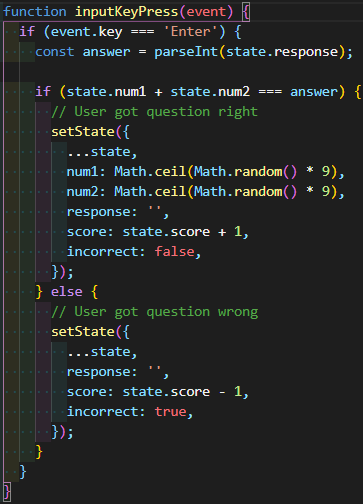 function inputKeyPress(event) {
  if (event.key === 'Enter') {
    const answer = parseInt(state.response);

    if (state.num1 + state.num2 === answer) {
      // User got question right
      setState({
        ...state,
        num1: Math.ceil(Math.random() * 9),
        num2: Math.ceil(Math.random() * 9),
        response: '',
        score: state.score + 1,
        incorrect: false,
      });
    } else {
      // User got question wrong
      setState({
        ...state,
        response: '',
        score: state.score - 1,
        incorrect: true,
      });
    }
  }
}